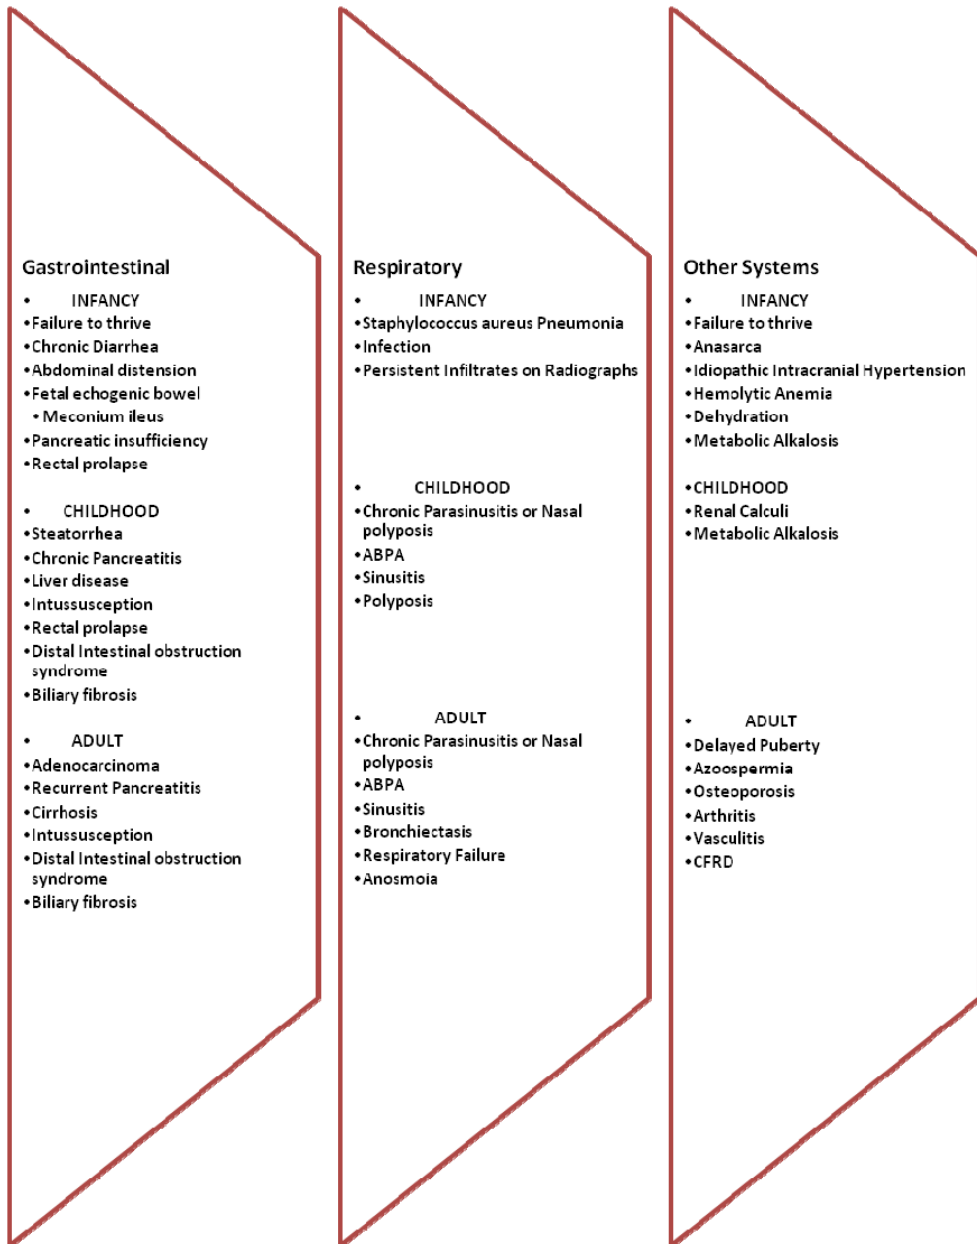 Gastrointestinal
• INFANCY
•Failure to thrive
•Chronic Diarrhea
•Abdominal distension
•Fetal echogenic bowel
•Meconium ileus
•Pancreatic insufficiency
•Rectal prolapse
• CHILDHOOD
•Steatorrhea
•Chronic Pancreatitis
•Liver disease
•Intussusception
•Rectal prolapse
•Distal Intestinal obstruction
syndrome
•Biliary fibrosis
• ADULT
•Adenocarcinoma
•Recurrent Pancreatitis
•Cirrhosis
•Intussusception
•Distal Intestinal obstruction
syndrome
•Biliary fibrosis
Respiratory
• INFANCY
•Staphylococcus aureus Pneumonia
•Infection
•Persistent Infiltrates on Radiographs
• CHILDHOOD
•Chronic Parasinusitis or Nasal
polyposis
•ABPA
•Sinusitis
•Polyposis
• ADULT
•Chronic Parasinusitis or Nasal
polyposis
•ABPA
•Sinusitis
•Bronchiectasis
•Respiratory Failure
•Anosmoia
Other Systems
• INFANCY
•Failure to thrive
•Anasarca
•Idiopathic Intracranial Hypertension
•Hemolytic Anemia
•Dehydration
•Metabolic Alkalosis
•CHILDHOOD
•Renal Calculi
•Metabolic Alkalosis
• ADULT
•Delayed Puberty
•Azoospermia
•Osteoporosis
•Arthritis
•Vasculitis
•CFRD